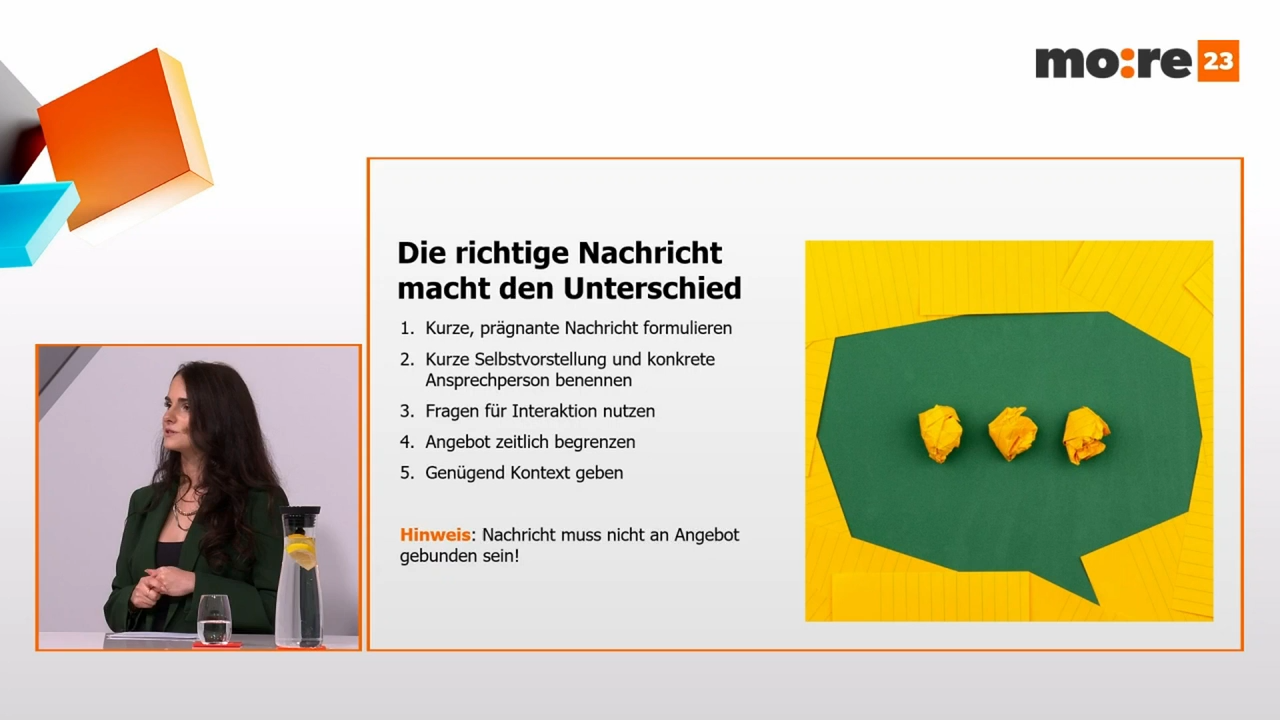 mo:re 23
Die richtige Nachricht
macht den Unterschied
1. Kurze, prägnante Nachricht formulieren
2. Kurze Selbstvorstellung und konkrete
Ansprechperson benennen
3. Fragen für Interaktion nutzen
4. Angebot zeitlich begrenzen
5. Genügend Kontext geben
Hinweis: Nachricht muss nicht an Angebot
gebunden sein!